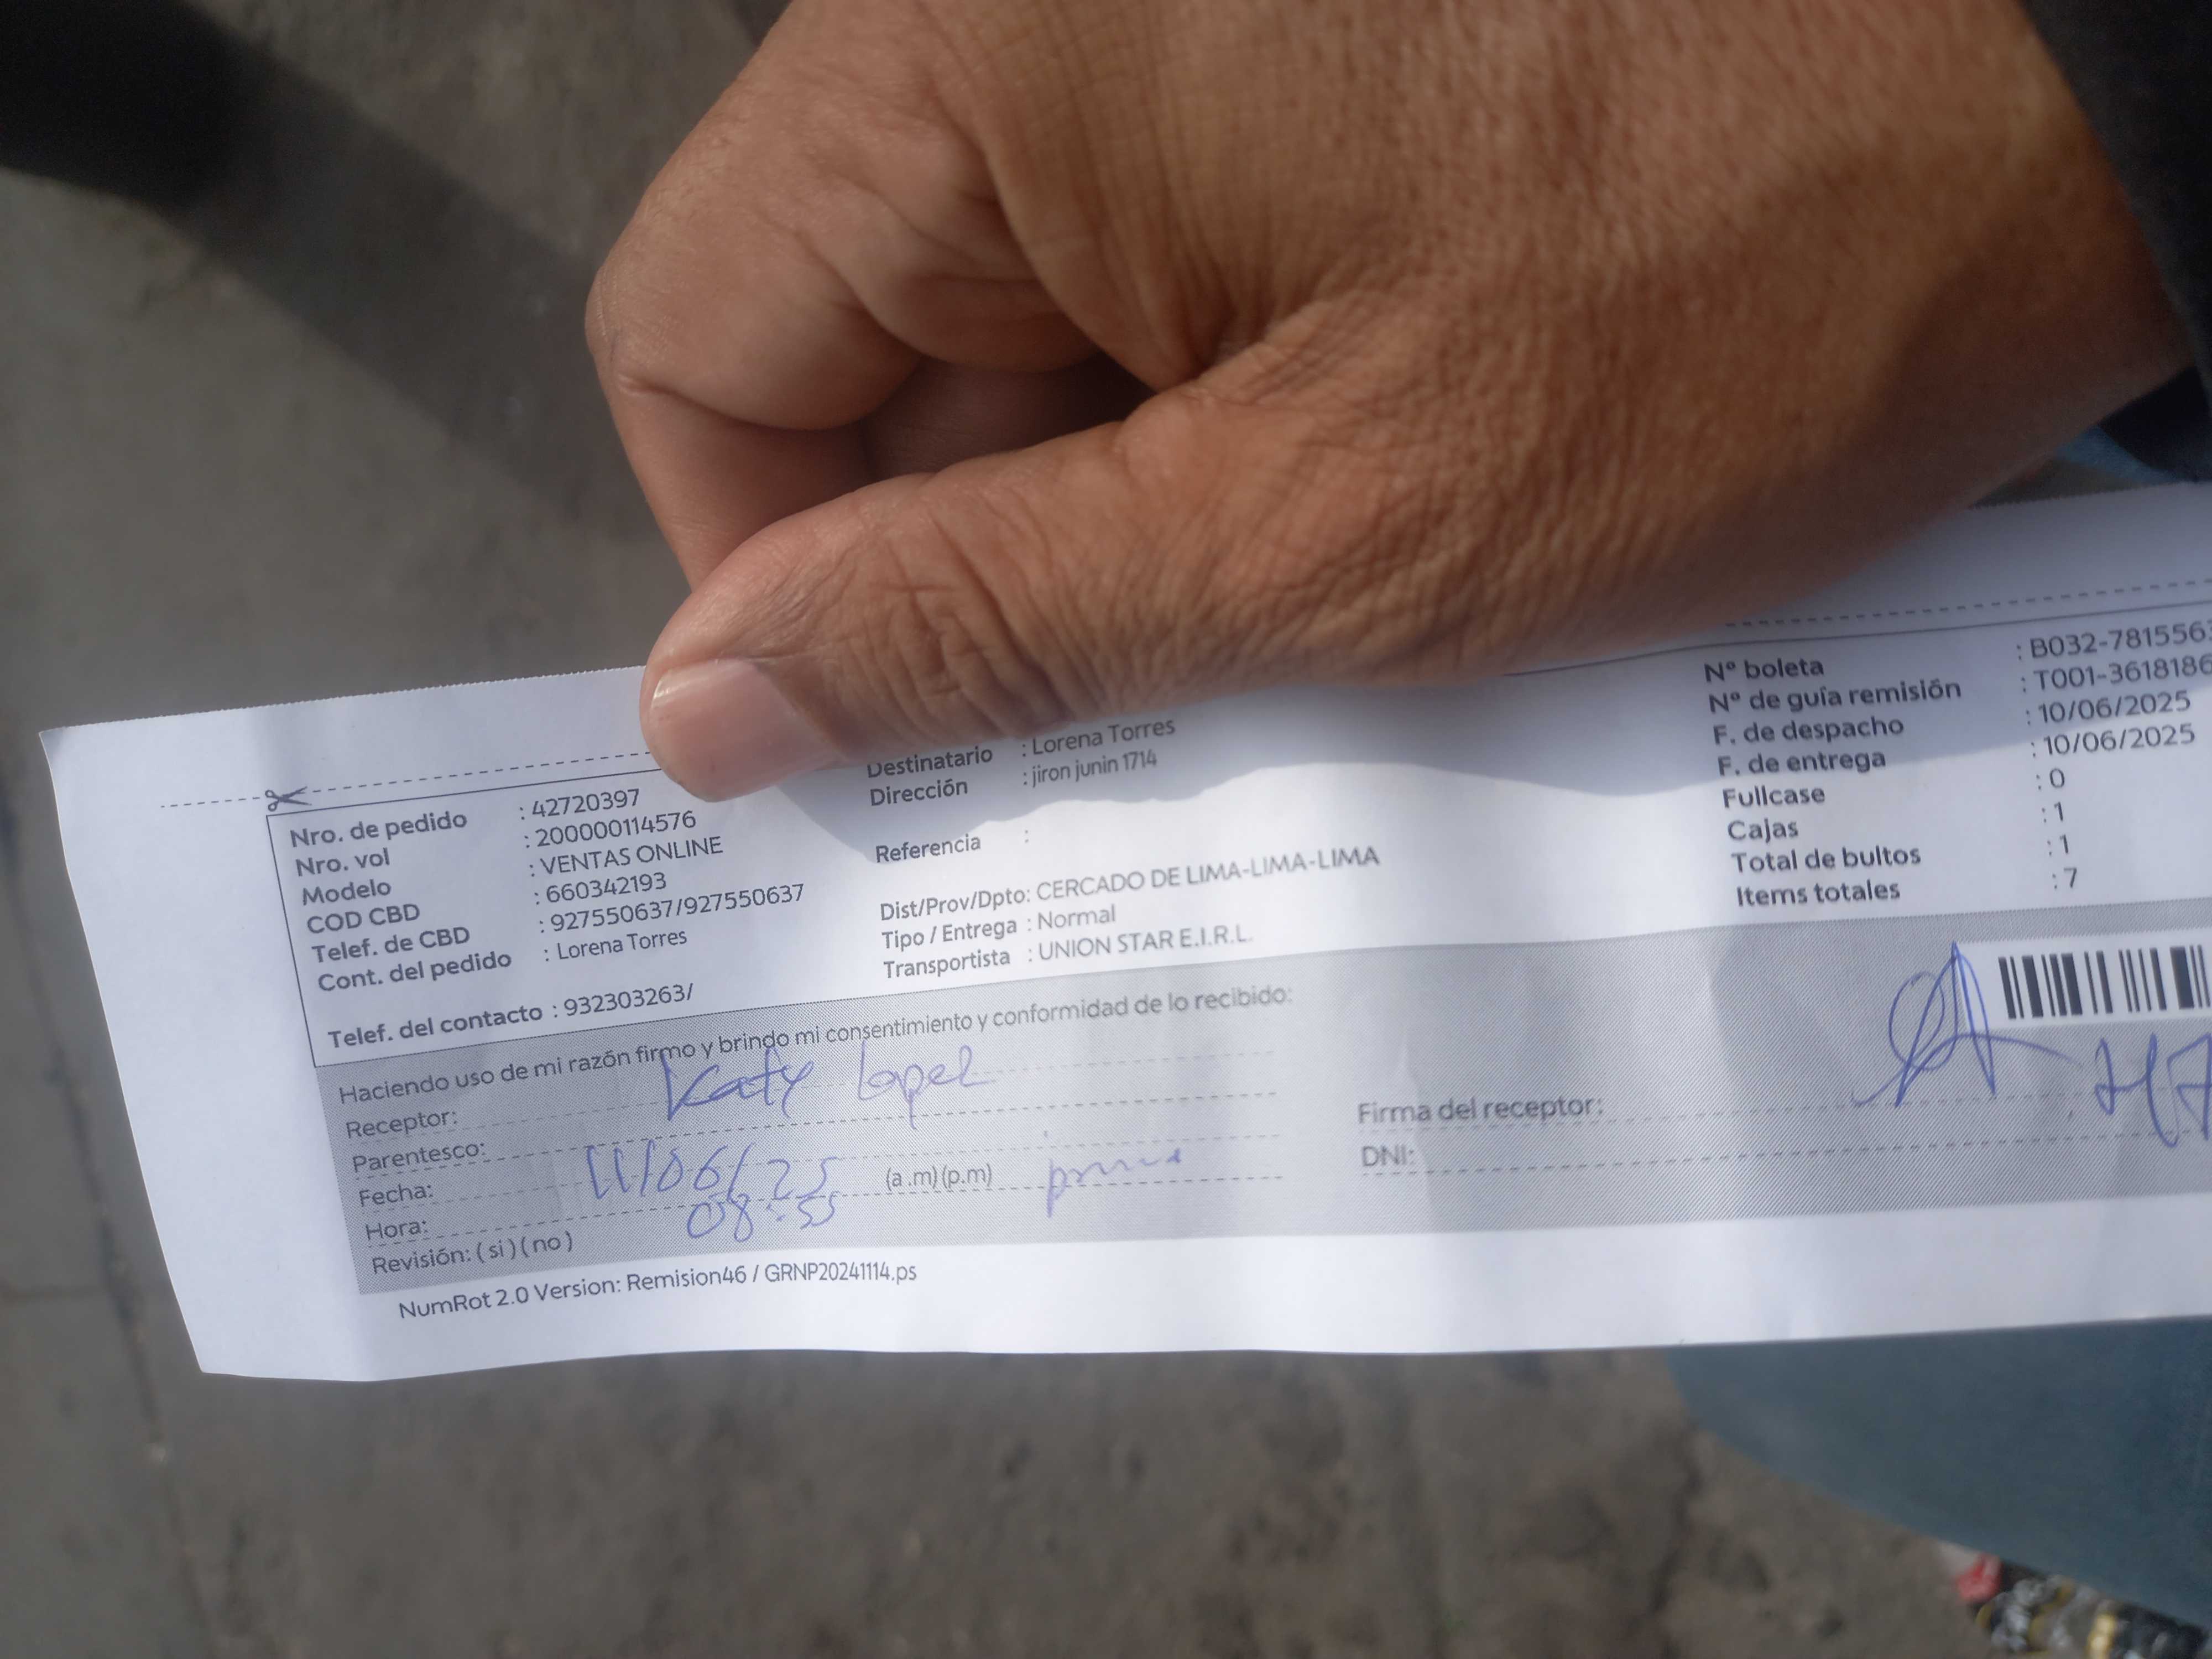 Nro. de pedido : 42720397
Nro. vol : 200000114576
Modelo : VENTAS ONLINE
COD CBD : 660342193
Telef. de CBD : 927550637/927550637
Cont. del pedido : Lorena Torres
Telef. del contacto : 932303263/
Destinatario : Lorena Torres
Dirección : jiron junin 1714
Referencia :
Dist/Prov/Dpto: CERCADO DE LIMA-LIMA-LIMA
Tipo / Entrega : Normal
Transportista : UNION STAR E.I.R.L.
N° boleta : B032-781556
N° de guía remisión : T001-3618186
F. de despacho : 10/06/2025
F. de entrega : 10/06/2025
Fullcase : 0
Cajas : 1
Total de bultos : 1
Items totales : 7
Haciendo uso de mi razón firmo y brindo mi consentimiento y conformidad de lo recibido:
Receptor: Katy Lopez
Parentesco:
Fecha: 11/06/25
Hora: 08:55 (a.m)(p.m)
Revisión: ( si ) ( no )
Firma del receptor:
DNI:
NumRot 2.0 Version: Remision46 / GRNP20241114.ps